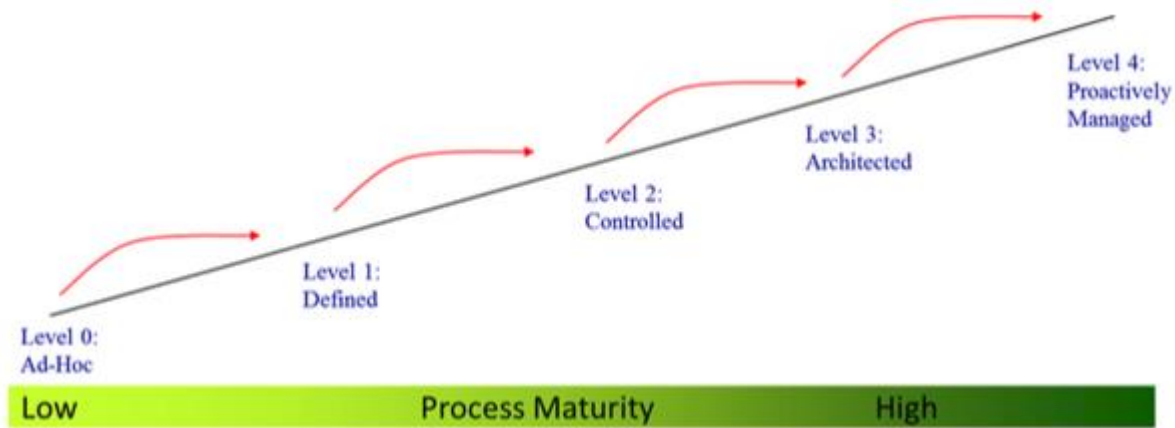 Level 4:
Proactively
Managed
Level 3:
Architected
Level 2:
Controlled
Level 1:
Defined
Level 0:
Ad-Hoc
Low Process Maturity High